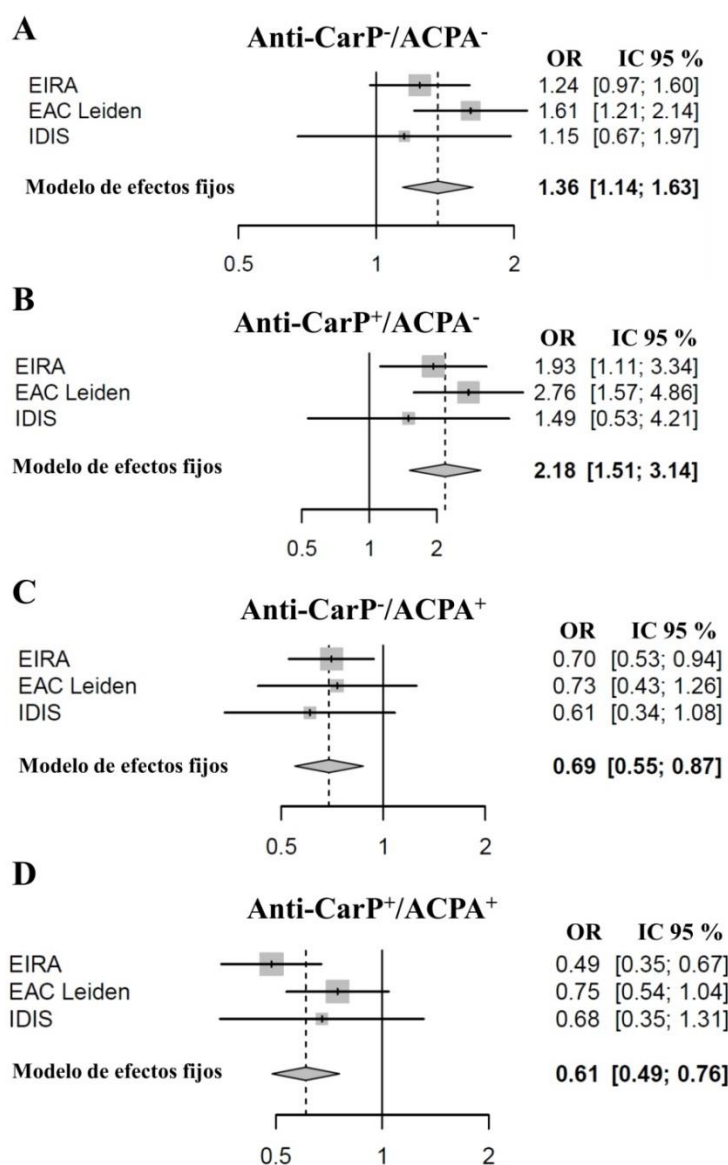 A
Anti-CarP⁻/ACPA⁻
OR IC 95 %
EIRA 1.24 [0.97; 1.60]
EAC Leiden 1.61 [1.21; 2.14]
IDIS 1.15 [0.67; 1.97]
Modelo de efectos fijos 1.36 [1.14; 1.63]
0.5 1 2
B
Anti-CarP⁺/ACPA⁻
OR IC 95 %
EIRA 1.93 [1.11; 3.34]
EAC Leiden 2.76 [1.57; 4.86]
IDIS 1.49 [0.53; 4.21]
Modelo de efectos fijos 2.18 [1.51; 3.14]
0.5 1 2
C
Anti-CarP⁻/ACPA⁺
OR IC 95 %
EIRA 0.70 [0.53; 0.94]
EAC Leiden 0.73 [0.43; 1.26]
IDIS 0.61 [0.34; 1.08]
Modelo de efectos fijos 0.69 [0.55; 0.87]
0.5 1 2
D
Anti-CarP⁺/ACPA⁺
OR IC 95 %
EIRA 0.49 [0.35; 0.67]
EAC Leiden 0.75 [0.54; 1.04]
IDIS 0.68 [0.35; 1.31]
Modelo de efectos fijos 0.61 [0.49; 0.76]
0.5 1 2